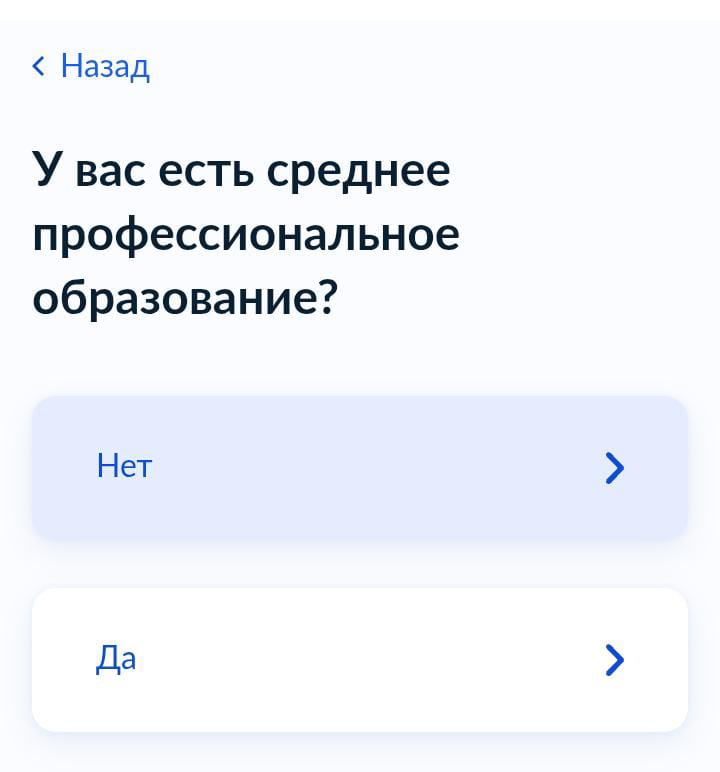 Назад
У вас есть среднее
профессиональное
образование?
Нет
Да